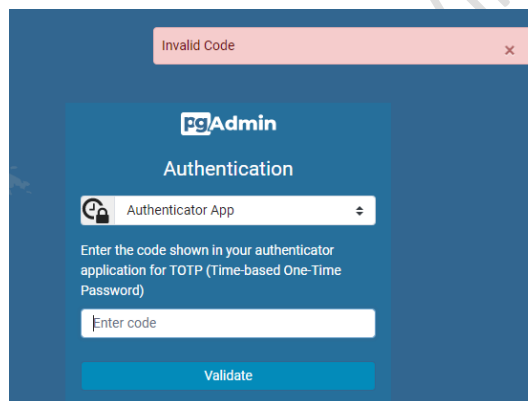 Invalid Code ×
pgAdmin
Authentication
Authenticator App
Enter the code shown in your authenticator
application for TOTP (Time-based One-Time
Password)
Enter code
Validate